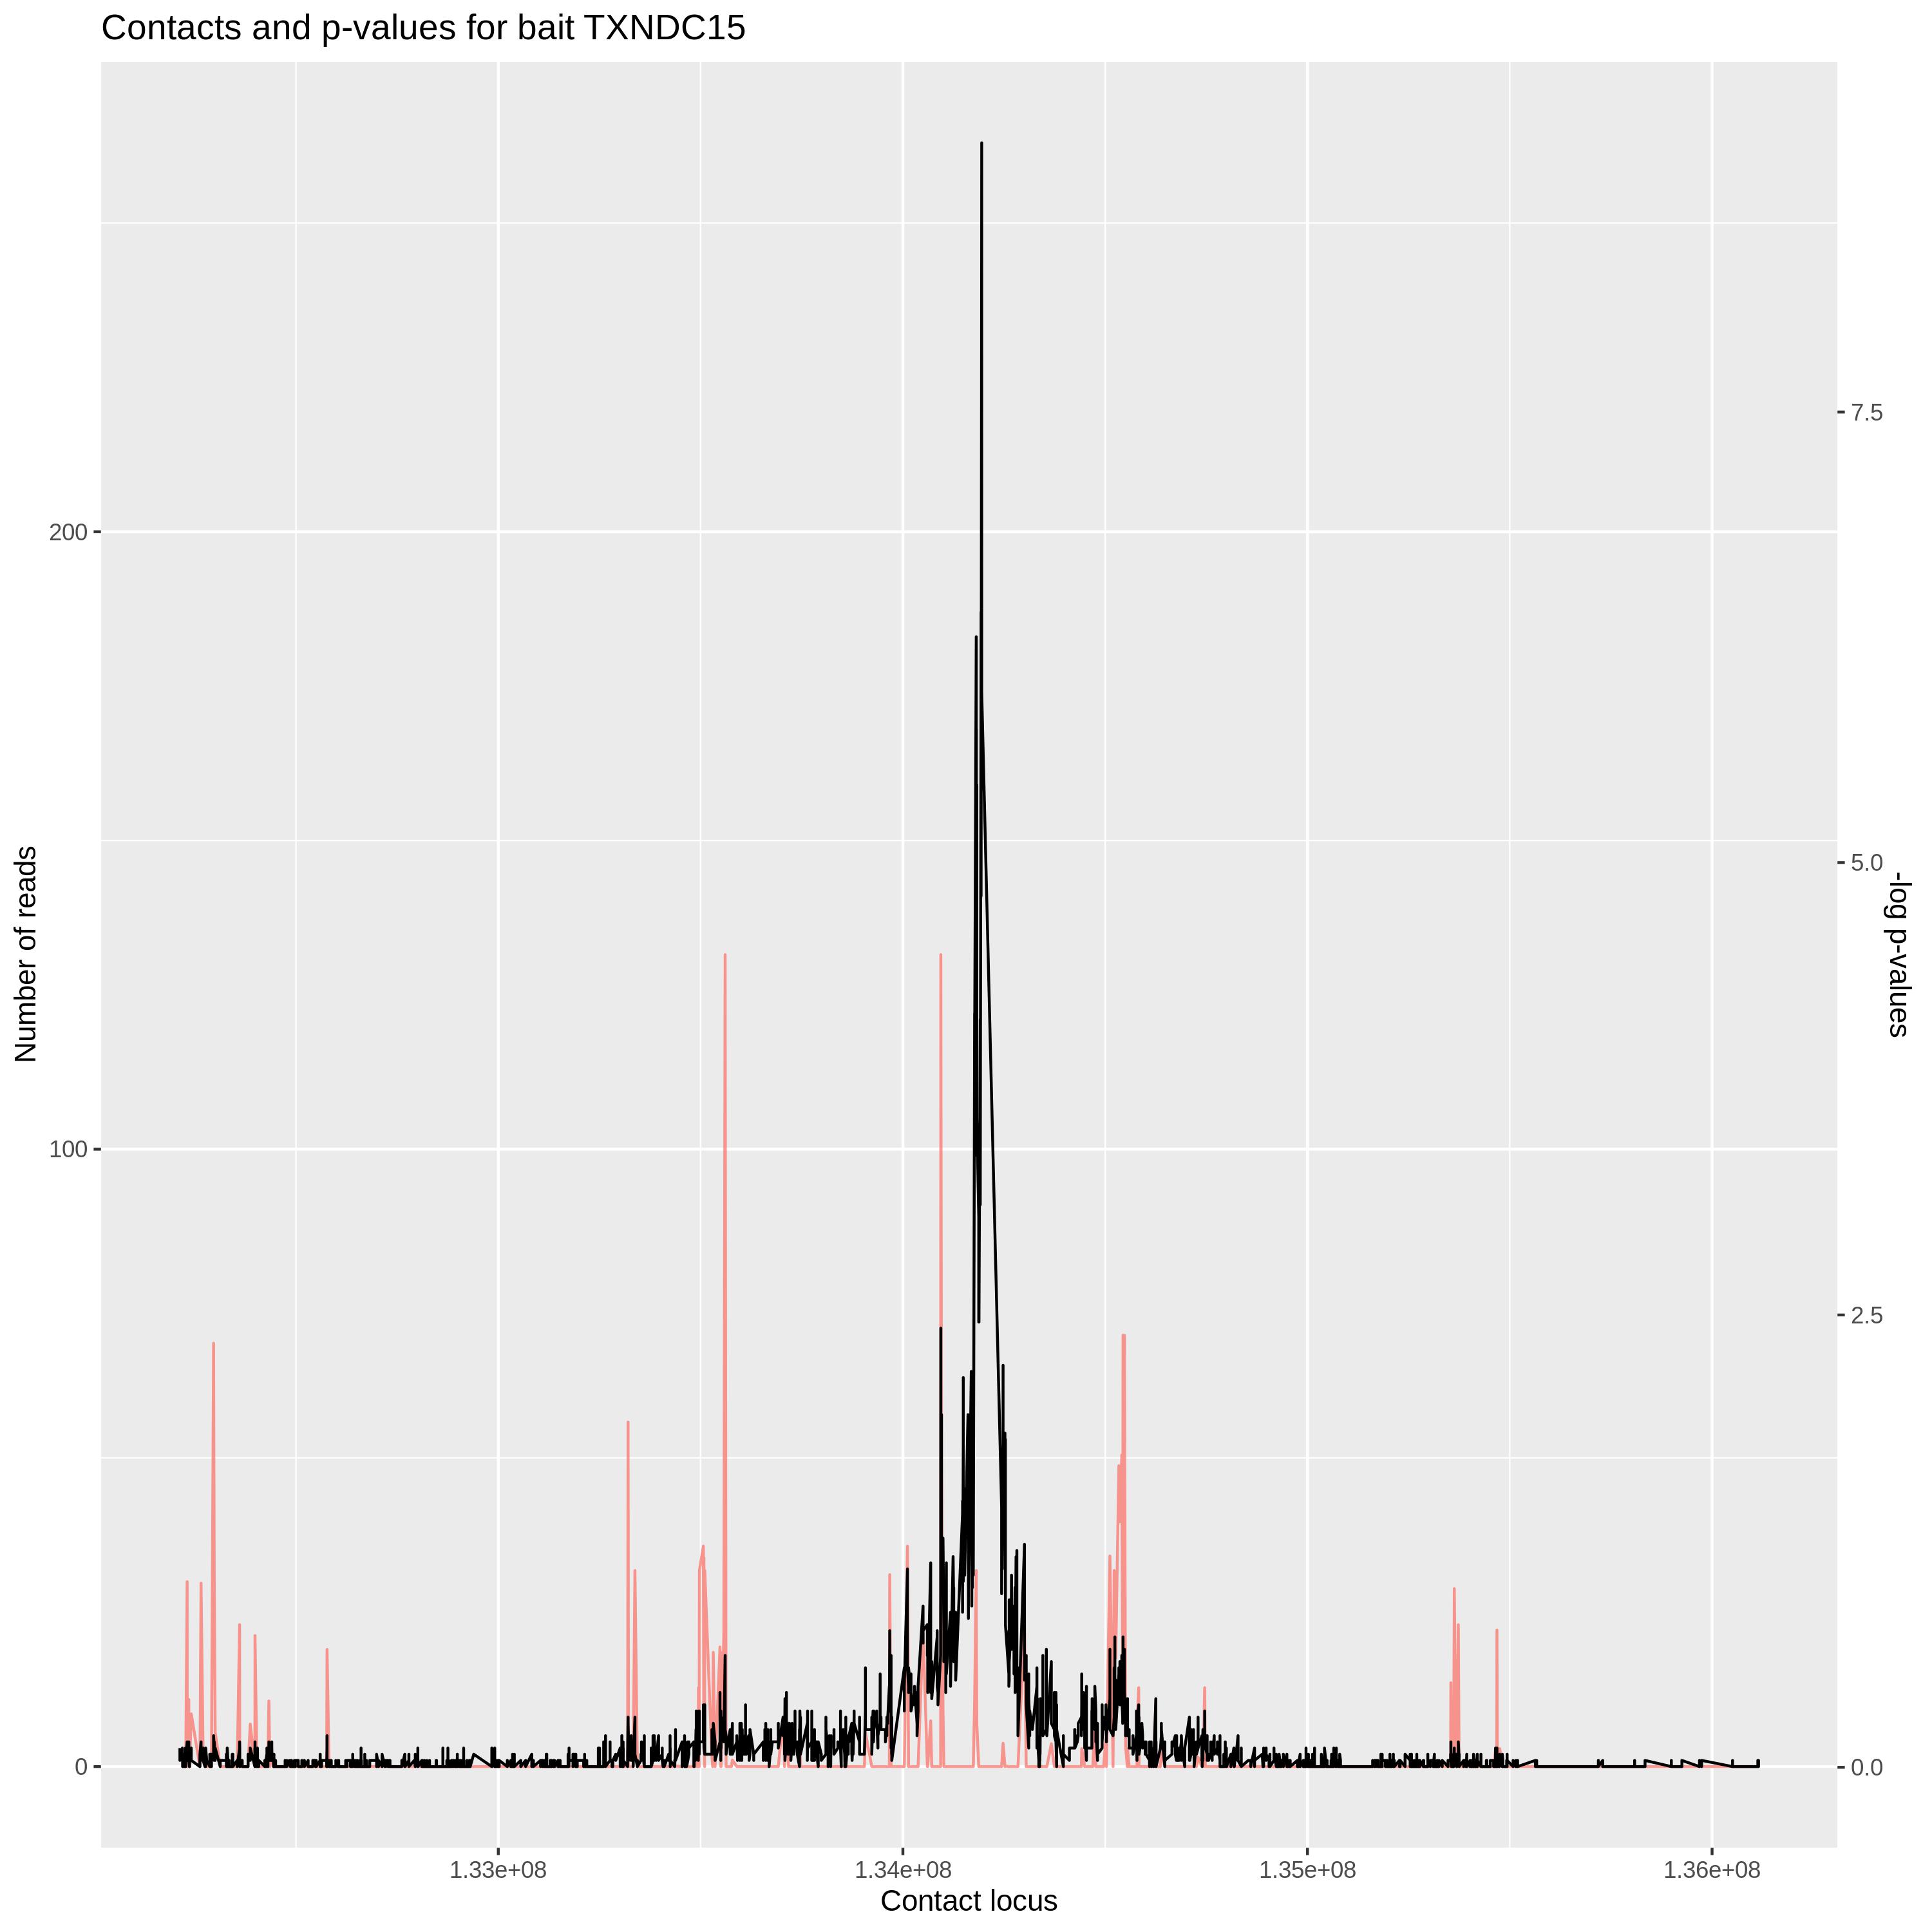 Contacts and p-values for bait TXNDC15
Number of reads
200
100
0
7.5
5.0
2.5
0.0
-log p-values
1.33e+08 1.34e+08 1.35e+08 1.36e+08
Contact locus